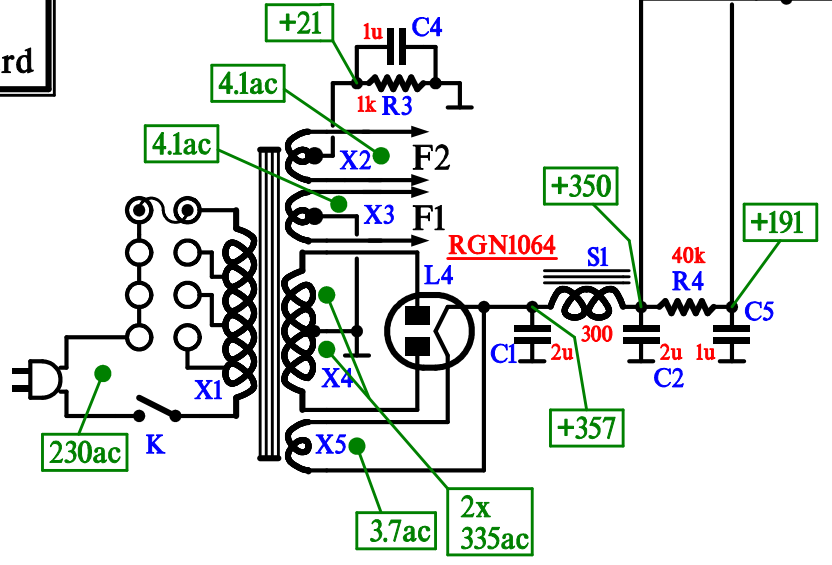 rd
+21
1u
C4
4.1ac
1k R3
4.1ac
X2
F2
X3
F1
+350
+191
RGN1064
S1
40k
R4
L4
C5
300
C1
2u
2u
1u
C2
X1
X4
230ac
K
X5
+357
3.7ac
2x
335ac